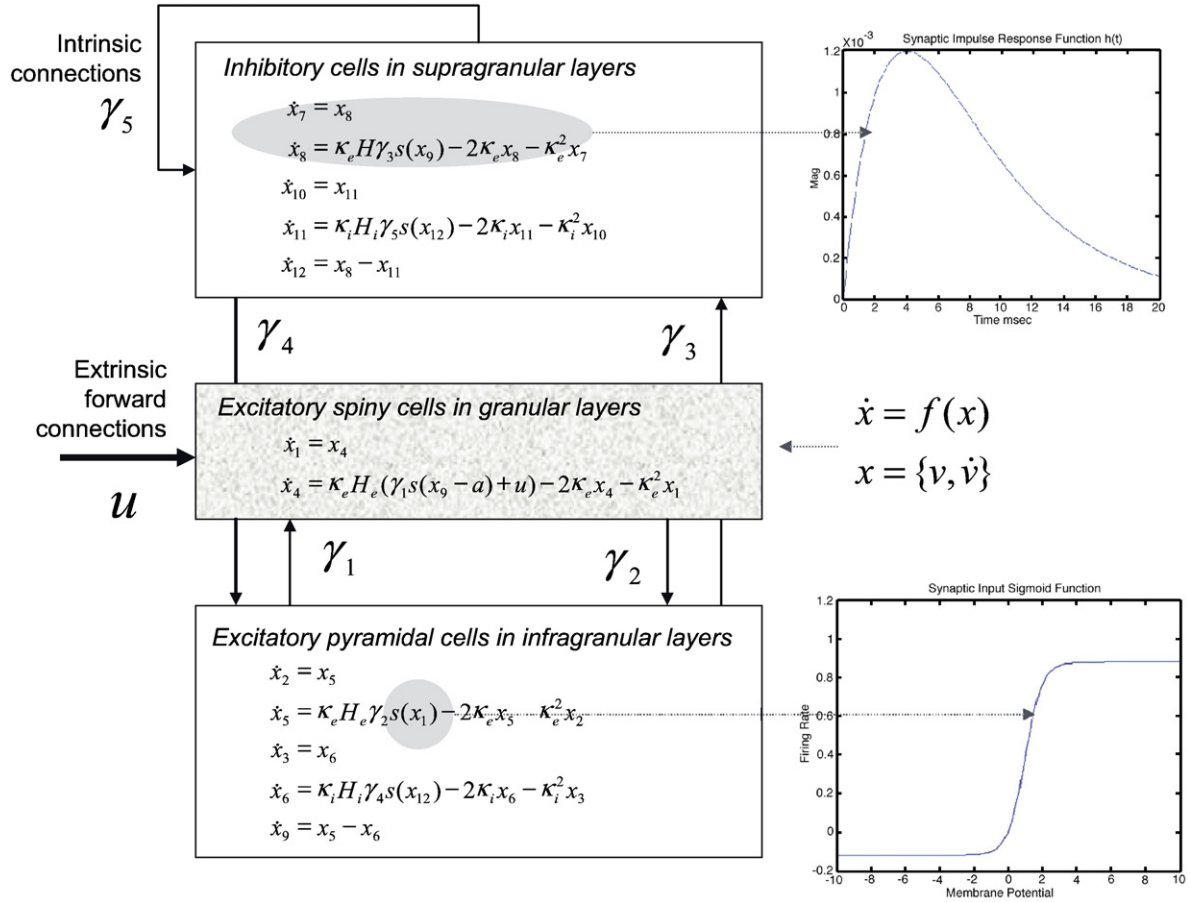 Intrinsic
connections
γ₅
Inhibitory cells in supragranular layers
ẋ₇ = x₈
ẋ₈ = κₑHγ₃s(x₉) − 2κₑx₈ − κₑ²x₇
ẋ₁₀ = x₁₁
ẋ₁₁ = κᵢHᵢγ₅s(x₁₂) − 2κᵢx₁₁ − κᵢ²x₁₀
ẋ₁₂ = x₈ − x₁₁
Synaptic Impulse Response Function h(t)
X10⁻³
1.2
1
0.8
0.6
0.4
0.2
0
Mag
0 2 4 6 8 10 12 14 16 18 20
Time msec
γ₄
γ₃
Extrinsic
forward
connections
u
Excitatory spiny cells in granular layers
ẋ₁ = x₄
ẋ₄ = κₑHₑ(γ₁s(x₉ − a) + u) − 2κₑx₄ − κₑ²x₁
ẋ = f(x)
x = {v, v̇}
γ₁
γ₂
Excitatory pyramidal cells in infragranular layers
ẋ₂ = x₅
ẋ₅ = κₑHₑγ₂s(x₁) − 2κₑx₅ κₑ²x₂
ẋ₃ = x₆
ẋ₆ = κᵢHᵢγ₄s(x₁₂) − 2κᵢx₆ − κᵢ²x₃
ẋ₉ = x₅ − x₆
Synaptic Input Sigmoid Function
1.2
1
0.8
0.6
0.4
0.2
0
-0.2
Firing Rate
-10 -8 -6 -4 -2 0 2 4 6 8 10
Membrane Potential